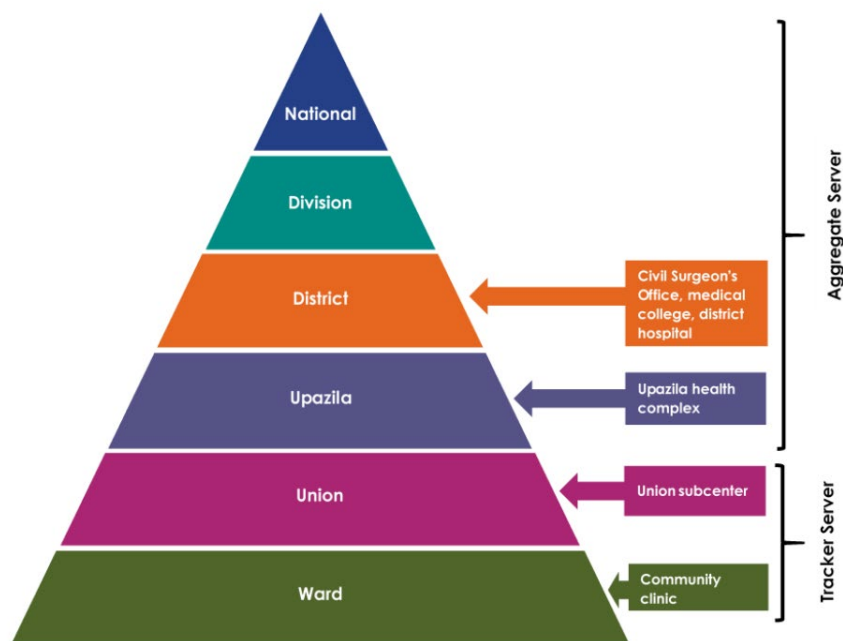 National
Division
District
Civil Surgeon's
Office, medical
college, district
hospital
Upazila
Upazila health
complex
Union
Union subcenter
Ward
Community
clinic
Aggregate Server
Tracker Server